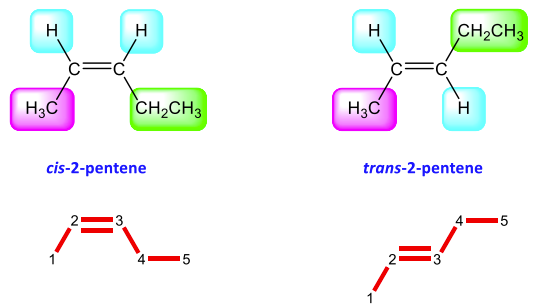 H H
C C
H₃C CH₂CH₃
cis-2-pentene
2 3
1 4 5
H CH₂CH₃
C C
H₃C H
trans-2-pentene
4 5
2 3
1